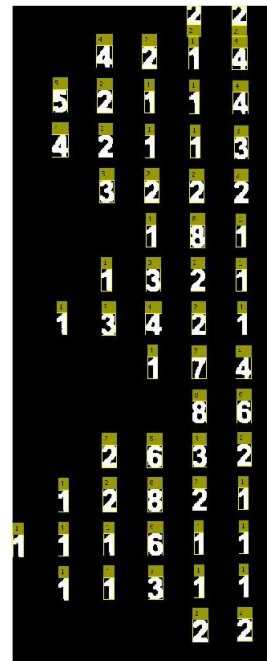 2 2
4 2 1 4
5 2 1 1 4
4 2 1 1 3
3 2 2 2
1 8 1
1 3 2 1
1 3 4 2 1
1 7 4
8 6
2 6 3 2
1 2 8 2 1
1 1 1 6 1 1
1 1 3 1 1
2 2